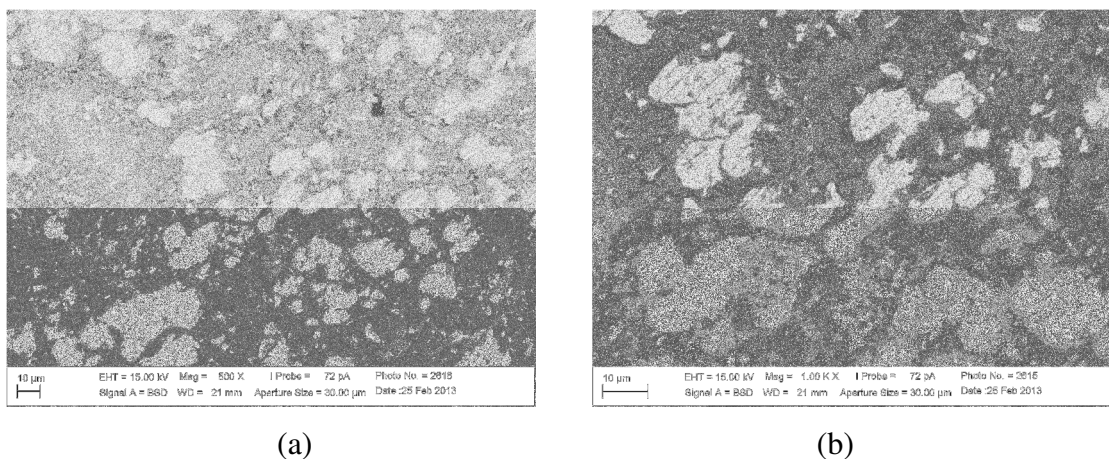 10 µm EHT = 15.00 kV Mag = 500 X I Probe = 72 pA Photo No. = 2616
Signal A = BSD WD = 21 mm Aperture Size = 30.00 µm Date :25 Feb 2013
10 µm EHT = 15.00 kV Mag = 1.00 K X I Probe = 72 pA Photo No. = 2615
Signal A = BSD WD = 21 mm Aperture Size = 30.00 µm Date :25 Feb 2013
(a)
(b)